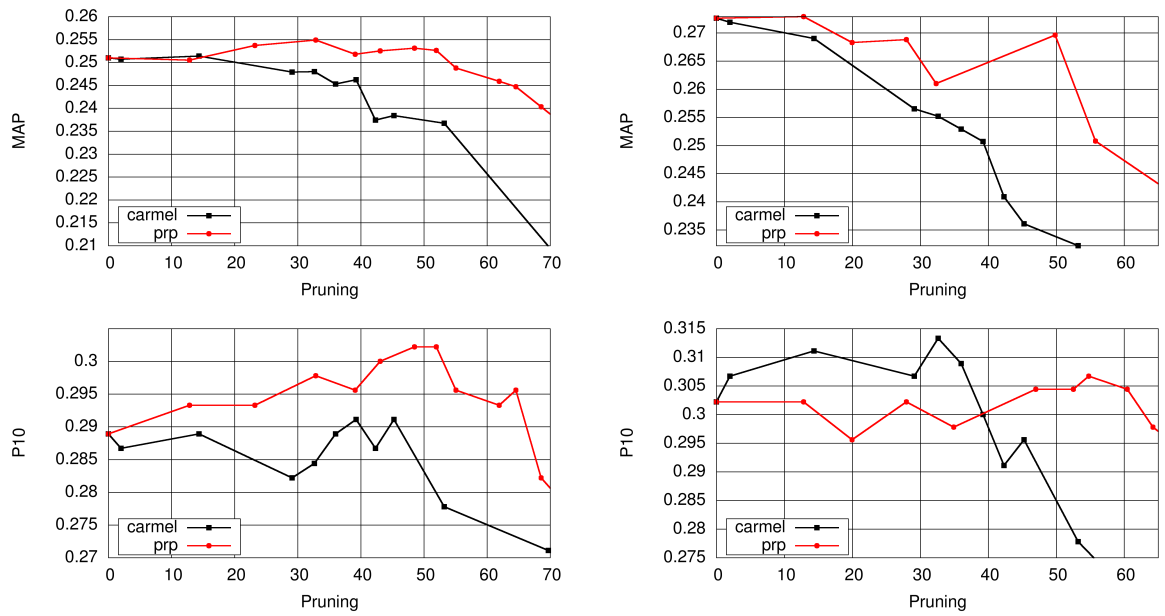 0.26
0.255
0.25
0.245
0.24
0.235
0.23
0.225
0.22
0.215
0.21
MAP
carmel
prp
0 10 20 30 40 50 60 70
Pruning
0.27
0.265
0.26
0.255
0.25
0.245
0.24
0.235
MAP
carmel
prp
0 10 20 30 40 50 60
Pruning
0.3
0.295
0.29
0.285
0.28
0.275
0.27
P10
carmel
prp
0 10 20 30 40 50 60 70
Pruning
0.315
0.31
0.305
0.3
0.295
0.29
0.285
0.28
0.275
P10
carmel
prp
0 10 20 30 40 50 60
Pruning